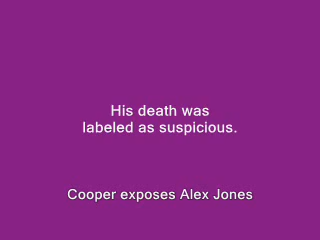 His death was
labeled as suspicious.
Cooper exposes Alex Jones